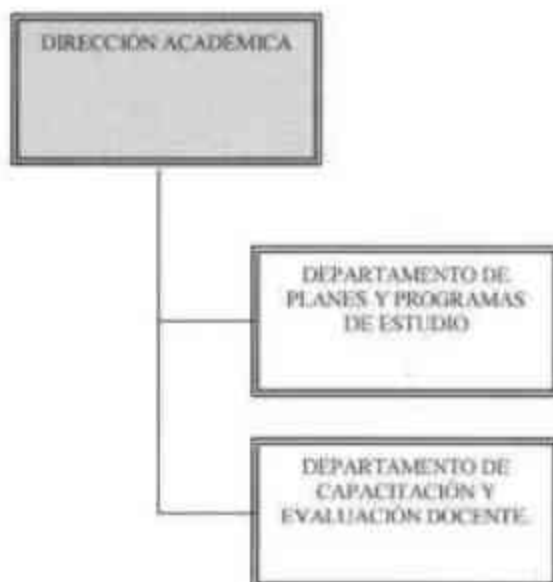 DIRECCIÓN ACADÉMICA
DEPARTAMENTO DE
PLANES Y PROGRAMAS
DE ESTUDIO
DEPARTAMENTO DE
CAPACITACIÓN Y
EVALUACIÓN DOCENTE.